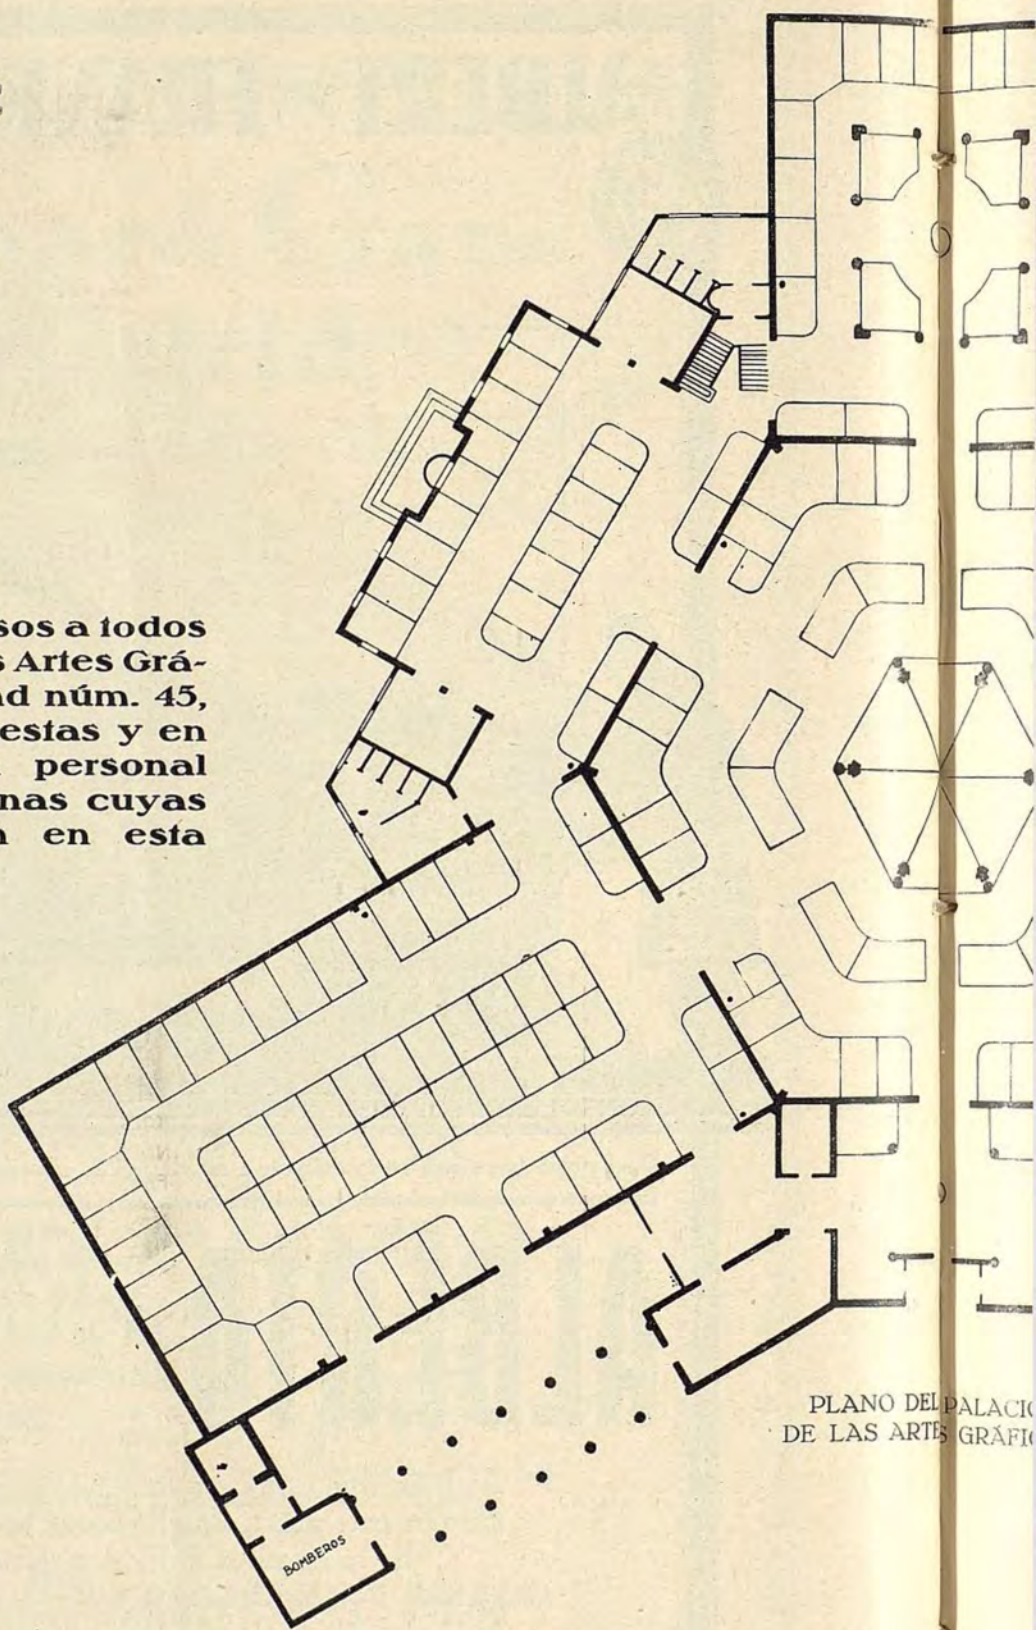 sos a todos
s Artes Grá-
ad núm. 45,
estas y en
personal
nas cuyas
en esta
PLANO DEL PALACIO
DE LAS ARTES GRÁFIC
BOMBEROS